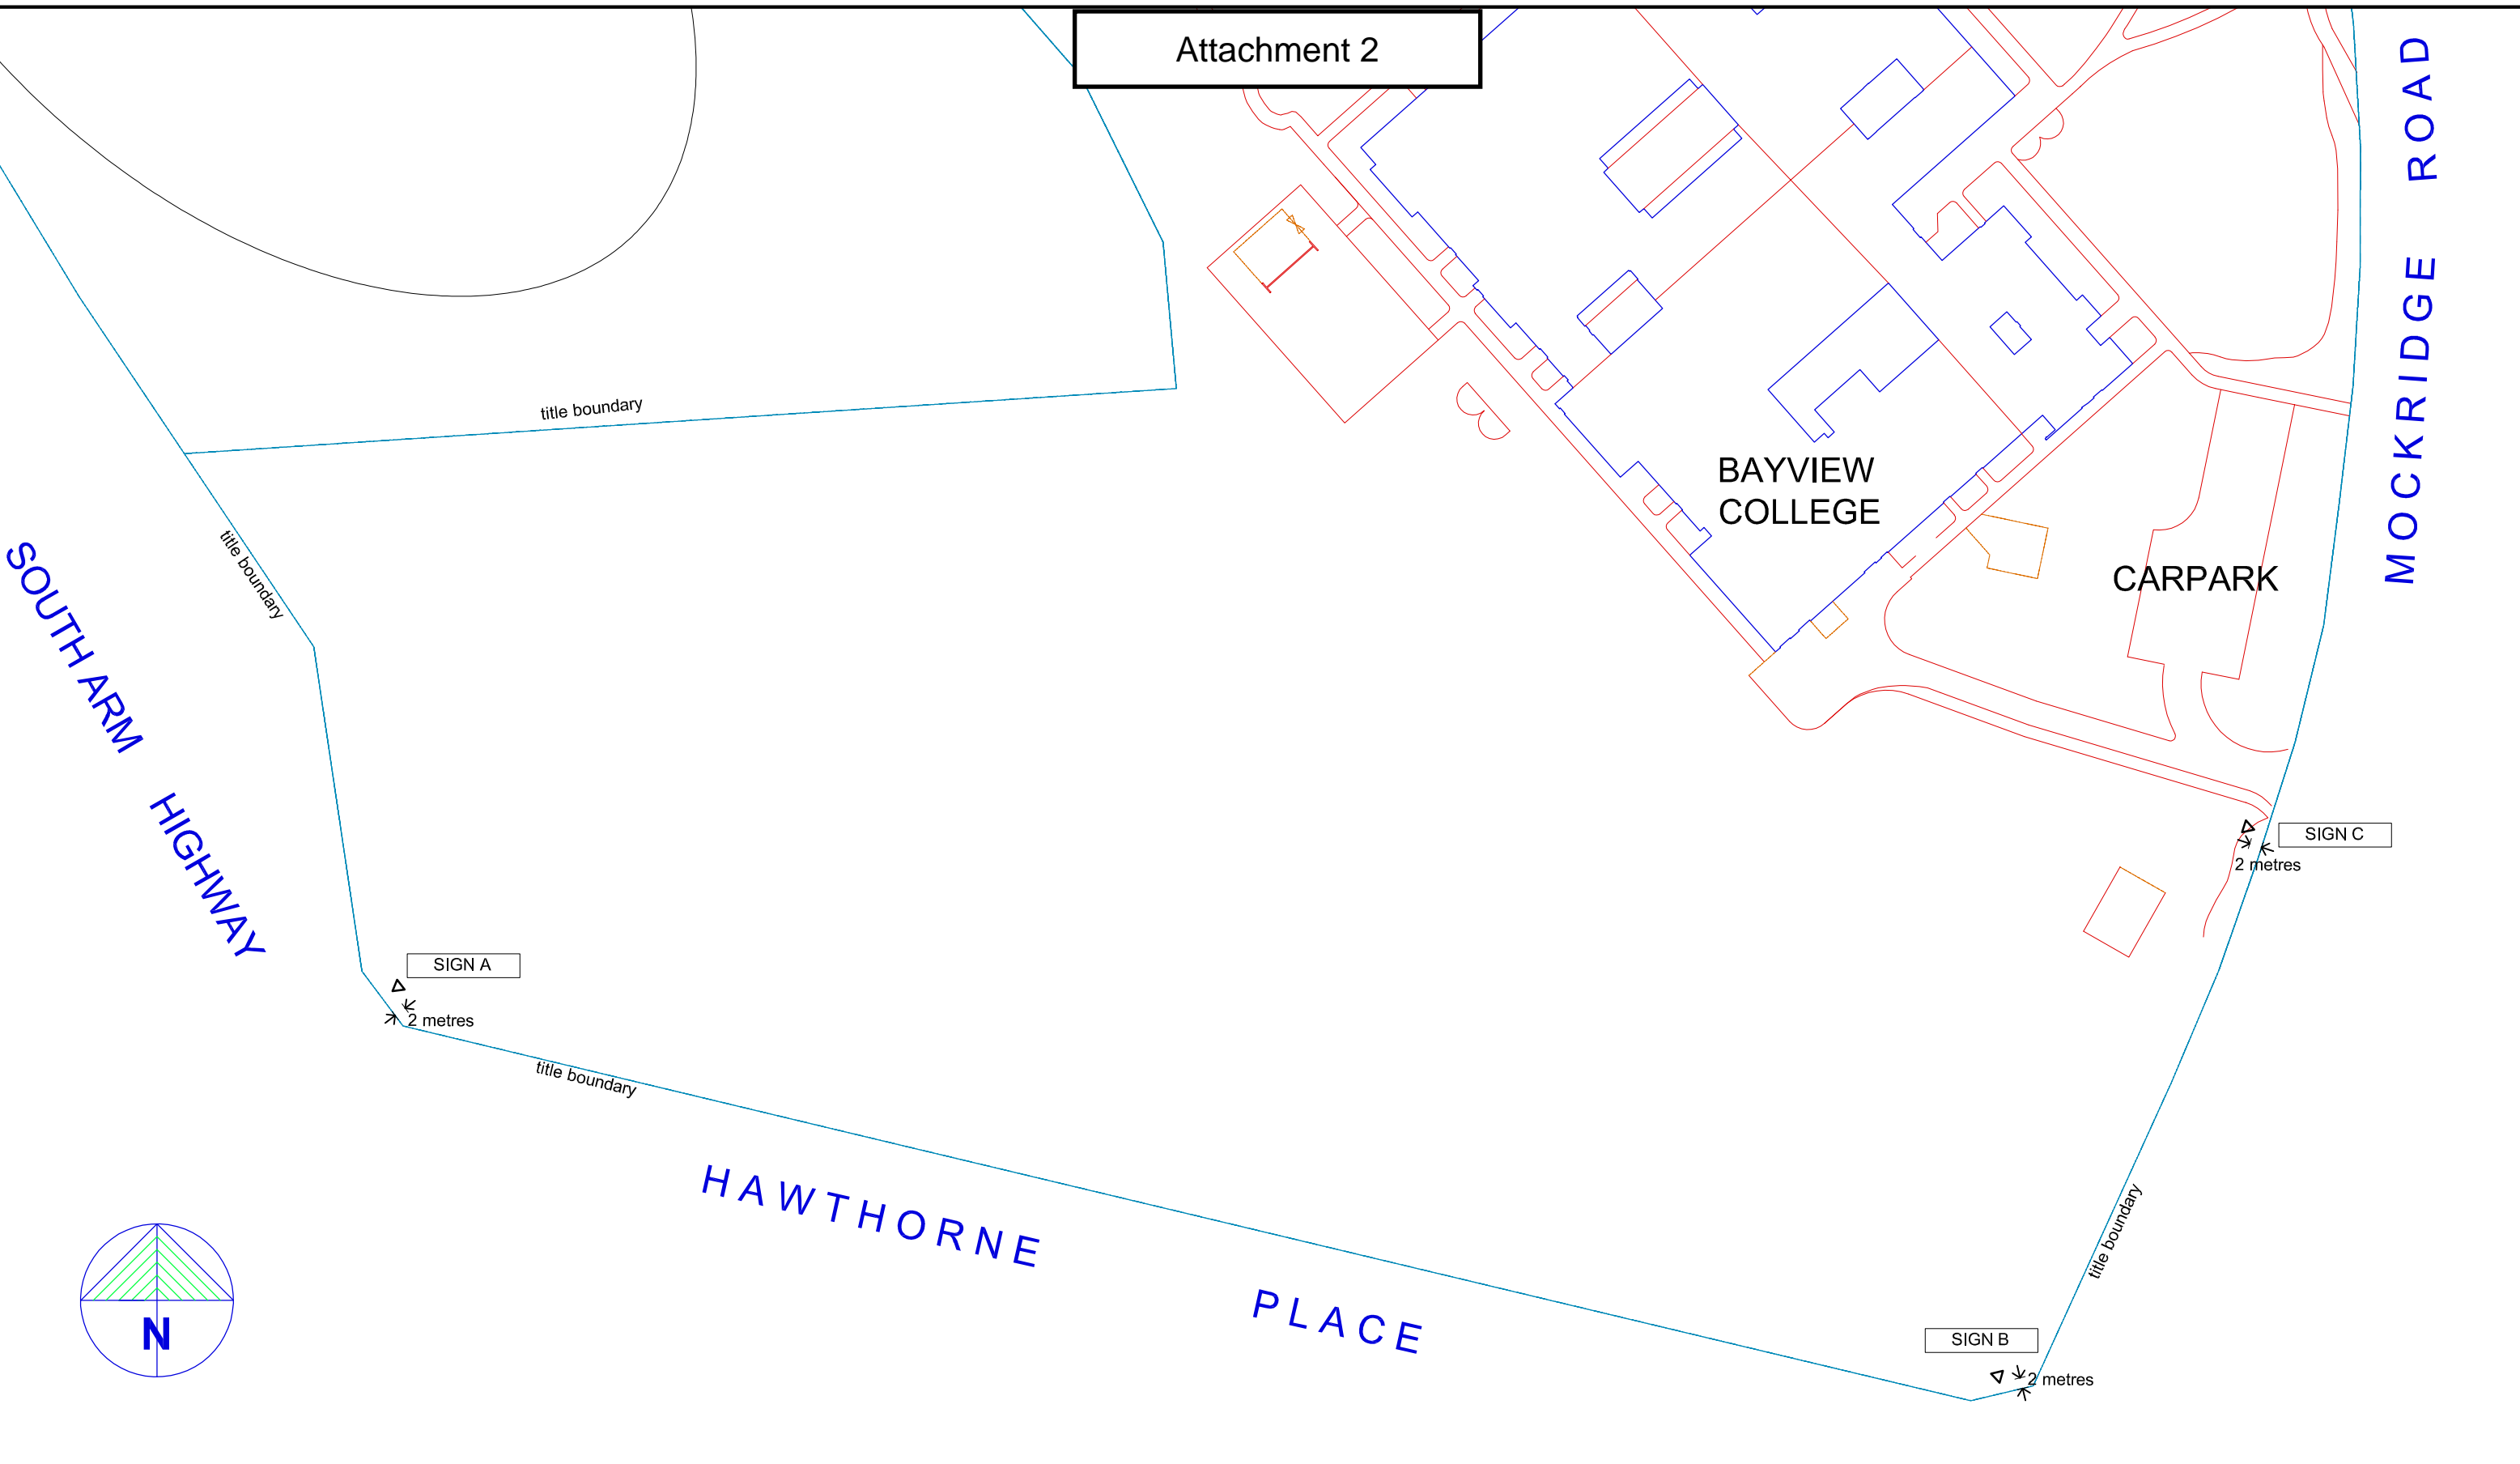 Attachment 2
MOCKRIDGE ROAD
title boundary
BAYVIEW
COLLEGE
title boundary
CARPARK
SOUTH ARM HIGHWAY
SIGN C
2 metres
SIGN A
2 metres
title boundary
HAWTHORNE PLACE
title boundary
N
SIGN B
2 metres